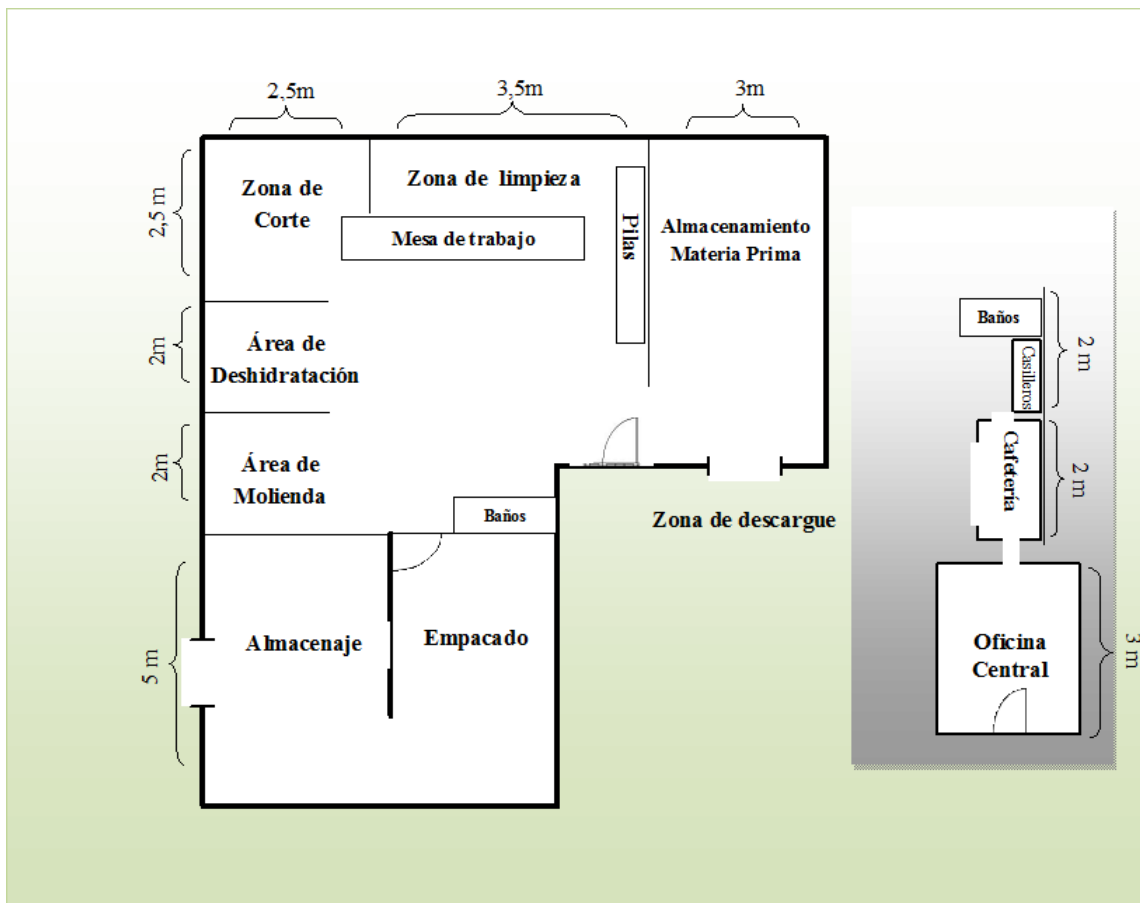 2,5m
3,5m
3m
2,5 m
Zona de
Corte
Zona de limpieza
Mesa de trabajo
Pilas
Almacenamiento
Materia Prima
2m
Área de
Deshidratación
2m
Área de
Molienda
Baños
Zona de descargue
5 m
Almacenaje
Empacado
Baños
Casilleros
2 m
Cafetería
2 m
Oficina
Central
3 m